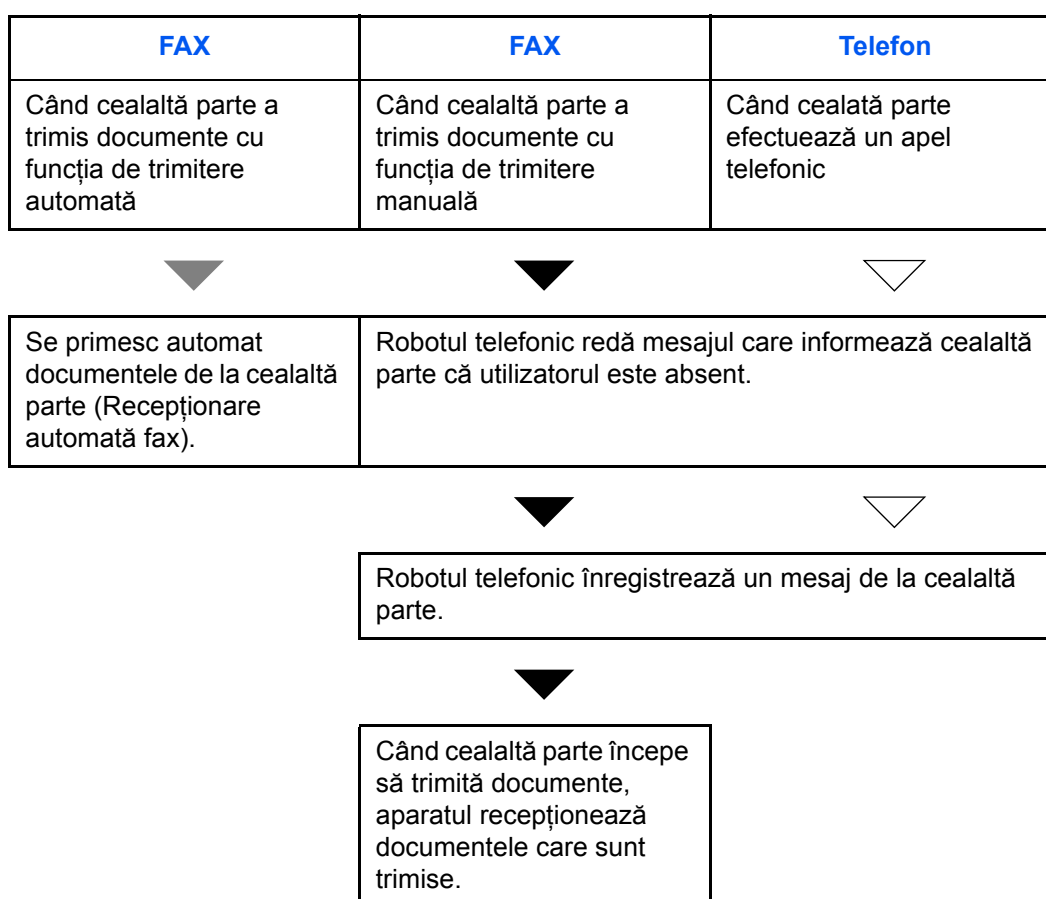 FAX
FAX
Telefon
Când cealaltă parte a
trimis documente cu
funcția de trimitere
automată
Când cealaltă parte a
trimis documente cu
funcția de trimitere
manuală
Când cealată parte
efectuează un apel
telefonic
Se primesc automat
documentele de la cealaltă
parte (Recepționare
automată fax).
Robotul telefonic redă mesajul care informează cealaltă
parte că utilizatorul este absent.
Robotul telefonic înregistrează un mesaj de la cealaltă
parte.
Când cealaltă parte începe
să trimită documente,
aparatul recepționează
documentele care sunt
trimise.